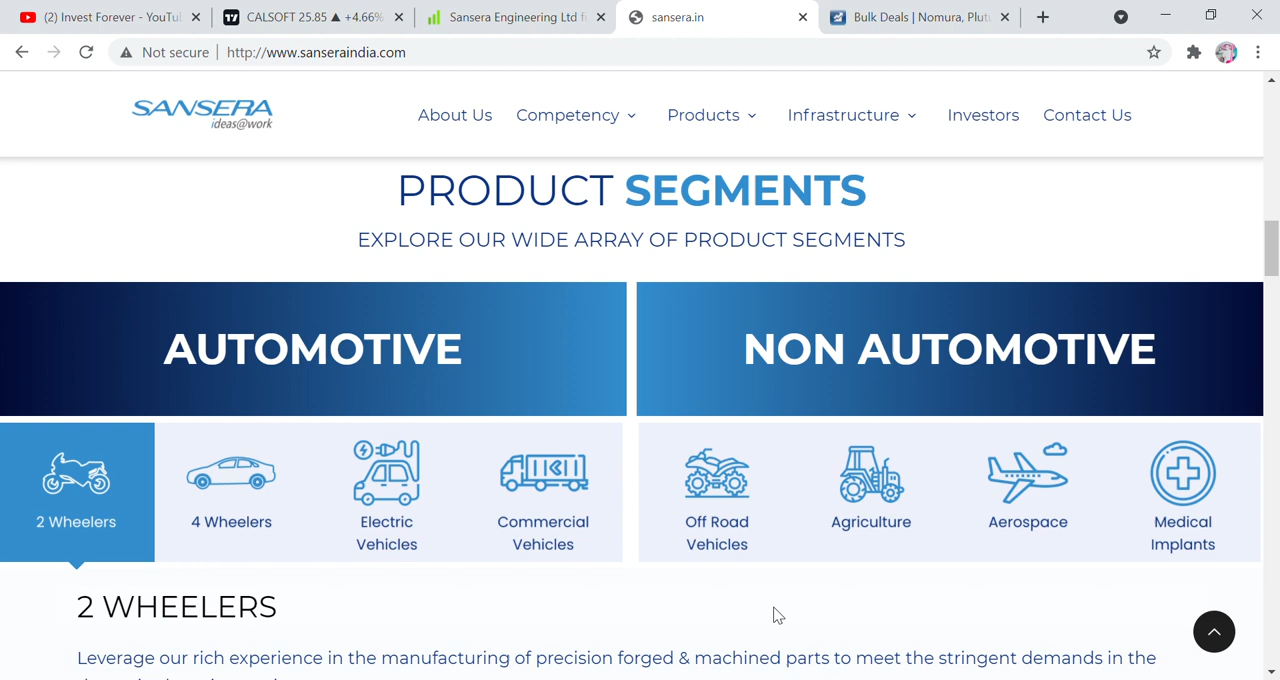 (2) Invest Forever - YouTu
CALSOFT 25.85 ▲ +4.66%
Sansera Engineering Ltd fi
sansera.in
Bulk Deals | Nomura, Plut
Not secure | http://www.sanseraindia.com
SANSERA
ideas@work
About Us
Competency
Products
Infrastructure
Investors
Contact Us
PRODUCT SEGMENTS
EXPLORE OUR WIDE ARRAY OF PRODUCT SEGMENTS
AUTOMOTIVE
NON AUTOMOTIVE
2 Wheelers
4 Wheelers
Electric
Vehicles
Commercial
Vehicles
Off Road
Vehicles
Agriculture
Aerospace
Medical
Implants
2 WHEELERS
Leverage our rich experience in the manufacturing of precision forged & machined parts to meet the stringent demands in the